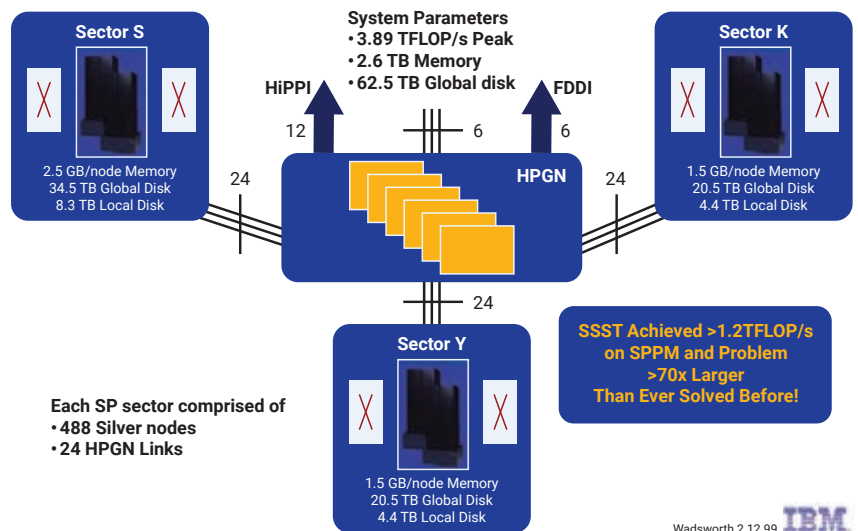 System Parameters
•3.89 TFLOP/s Peak
•2.6 TB Memory
•62.5 TB Global disk
Sector S
2.5 GB/node Memory
34.5 TB Global Disk
8.3 TB Local Disk
Sector K
1.5 GB/node Memory
20.5 TB Global Disk
4.4 TB Local Disk
HiPPI
12
6
FDDI
6
HPGN
24
24
24
Sector Y
1.5 GB/node Memory
20.5 TB Global Disk
4.4 TB Local Disk
SSST Achieved >1.2TFLOP/s
on SPPM and Problem
>70x Larger
Than Ever Solved Before!
Each SP sector comprised of
•488 Silver nodes
•24 HPGN Links
Wadsworth 2.12.99
IBM